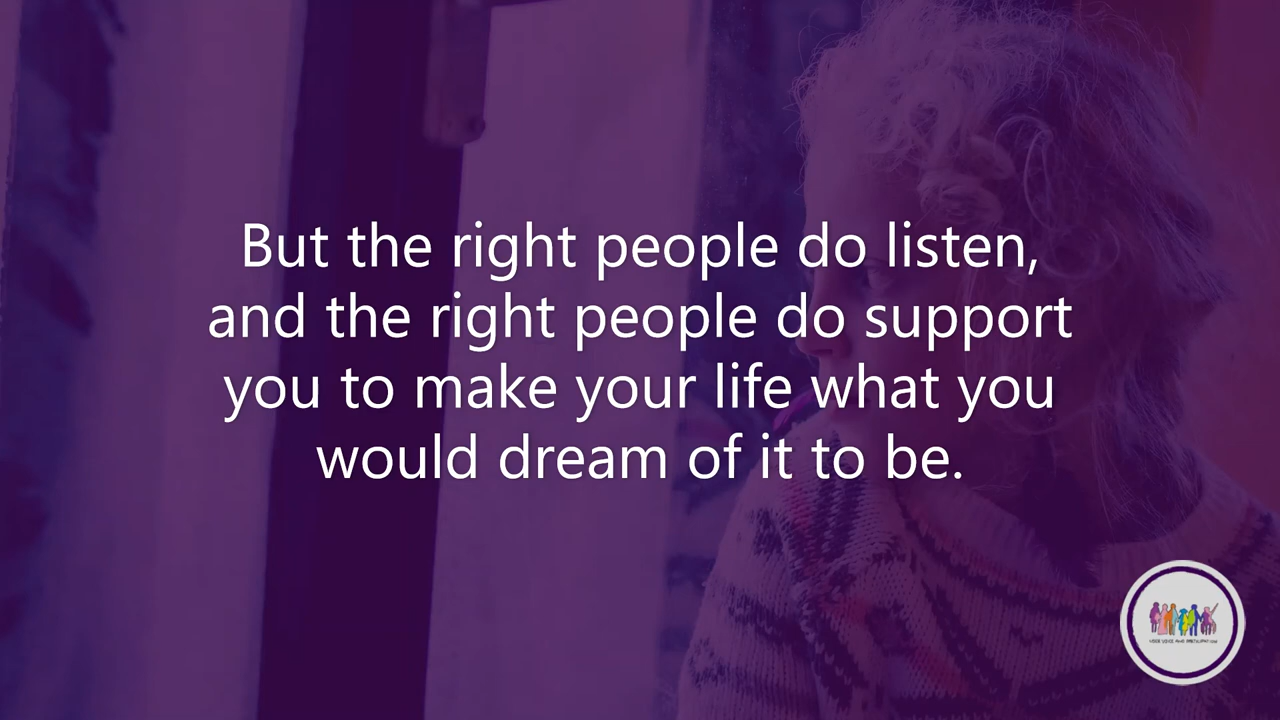 But the right people do listen,
and the right people do support
you to make your life what you
would dream of it to be.